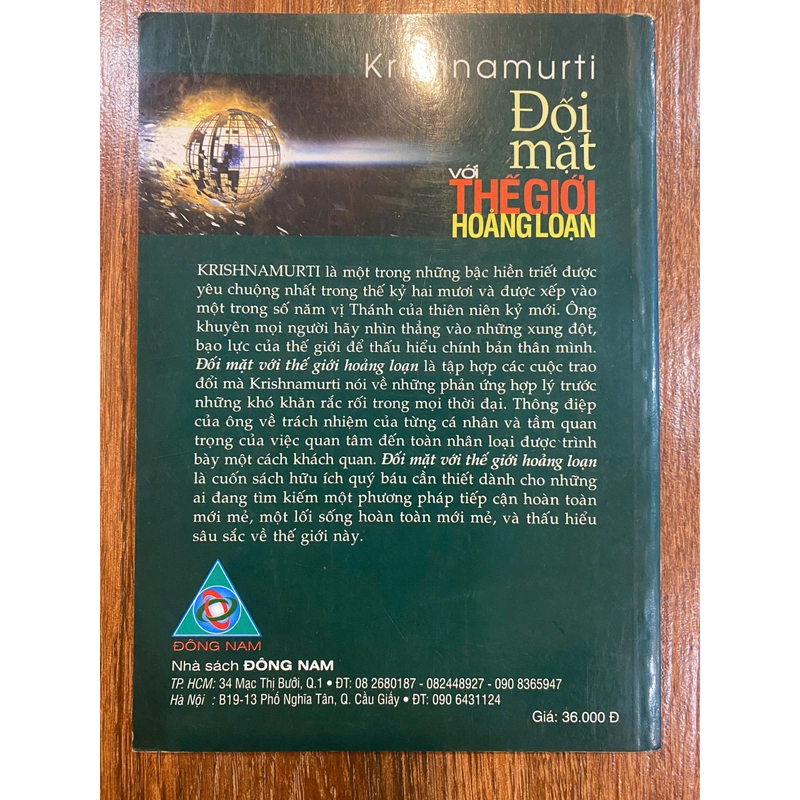 Krishnamurti
Đối
mặt
với
THẾ GIỚI
HOẢNG LOẠN
KRISHNAMURTI là một trong những bậc hiền triết được
yêu chuộng nhất trong thế kỷ hai mươi và được xếp vào
một trong số năm vị Thánh của thiên niên kỷ mới. Ông
khuyên mọi người hãy nhìn thẳng vào những xung đột,
bạo lực của thế giới để thấu hiểu chính bản thân mình.
Đối mặt với thế giới hoảng loạn là tập hợp các cuộc trao
đổi mà Krishnamurti nói về những phản ứng hợp lý trước
những khó khăn rắc rối trong mọi thời đại. Thông điệp
của ông về trách nhiệm của từng cá nhân và tầm quan
trọng của việc quan tâm đến toàn nhân loại được trình
bày một cách khách quan. Đối mặt với thế giới hoảng loạn
là cuốn sách hữu ích quý báu cần thiết dành cho những
ai đang tìm kiếm một phương pháp tiếp cận hoàn toàn
mới mẻ, một lối sống hoàn toàn mới mẻ, và thấu hiểu
sâu sắc về thế giới này.
ĐÔNG NAM
Nhà sách ĐÔNG NAM
TP. HCM: 34 Mạc Thị Bưởi, Q.1 • ĐT: 08 2680187 - 082448927 - 090 8365947
Hà Nội : B19-13 Phố Nghĩa Tân, Q. Cầu Giấy • ĐT: 090 6431124
Giá: 36.000 Đ